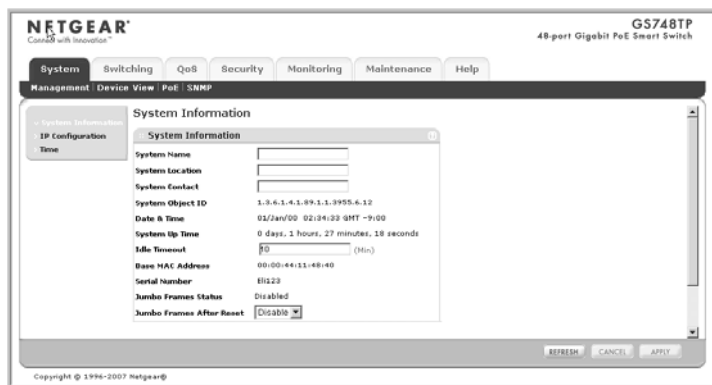 NETGEAR®
Connect with Innovation™
GS748TP
48-port Gigabit PoE Smart Switch
System Switching QoS Security Monitoring Maintenance Help
Management Device View PoE SNMP
System Information
IP Configuration
Time
System Information
System Information
System Name
System Location
System Contact
System Object ID 1.3.6.1.4.1.89.1.1.3955.6.12
Date & Time 01/Jan/00 02:34:33 GMT -9:00
System Up Time 0 days, 1 hours, 27 minutes, 18 seconds
Idle Timeout 10 (Min)
Base MAC Address 00:00:44:11:48:40
Serial Number Eli123
Jumbo Frames Status Disabled
Jumbo Frames After Reset Disable
REFRESH CANCEL APPLY
Copyright © 1996-2007 Netgear®